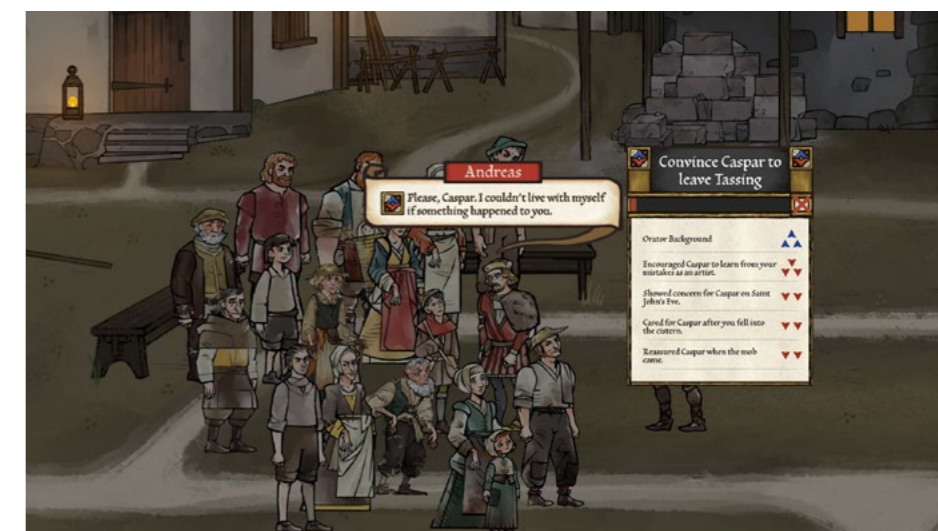 Andreas
Please, Caspar. I couldn't live with myself
if something happened to you.
Convince Caspar to
leave Tassing
Orator Background
Encouraged Caspar to learn from your
mistakes as an artist.
Showed concern for Caspar on Saint
John's Eve.
Cared for Caspar after you fell into
the cistern.
Reassured Caspar when the mob
came.